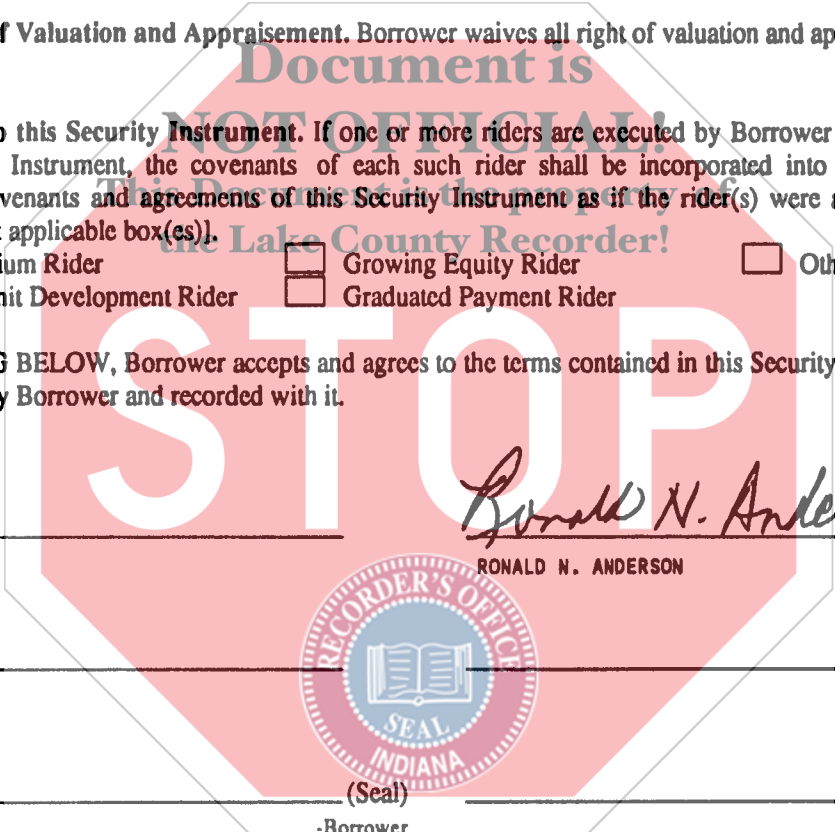 f Valuation and Appraisement. Borrower waives all right of valuation and ap
Document is
NOT OFFICIAL!
o this Security Instrument. If one or more riders are executed by Borrower
Instrument, the covenants of each such rider shall be incorporated into
This Document is the property of
venants and agreements of this Security Instrument as if the rider(s) were a
applicable box(es)].
the Lake County Recorder!
ium Rider Growing Equity Rider Oth
nit Development Rider Graduated Payment Rider
STOP
G BELOW, Borrower accepts and agrees to the terms contained in this Security
y Borrower and recorded with it.
Ronald N. Ande
RONALD N. ANDERSON
RECORDER'S OFFICE
SEAL
INDIANA
(Seal)
-Borrower